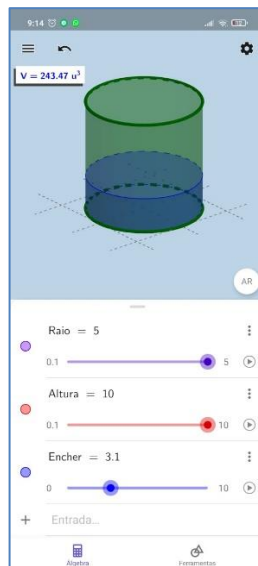 9:14
V = 243.47 u³
AR
Raio = 5
0.1 5
Altura = 10
0.1 10
Encher = 3.1
0 10
+ Entrada...
Álgebra Ferramentas